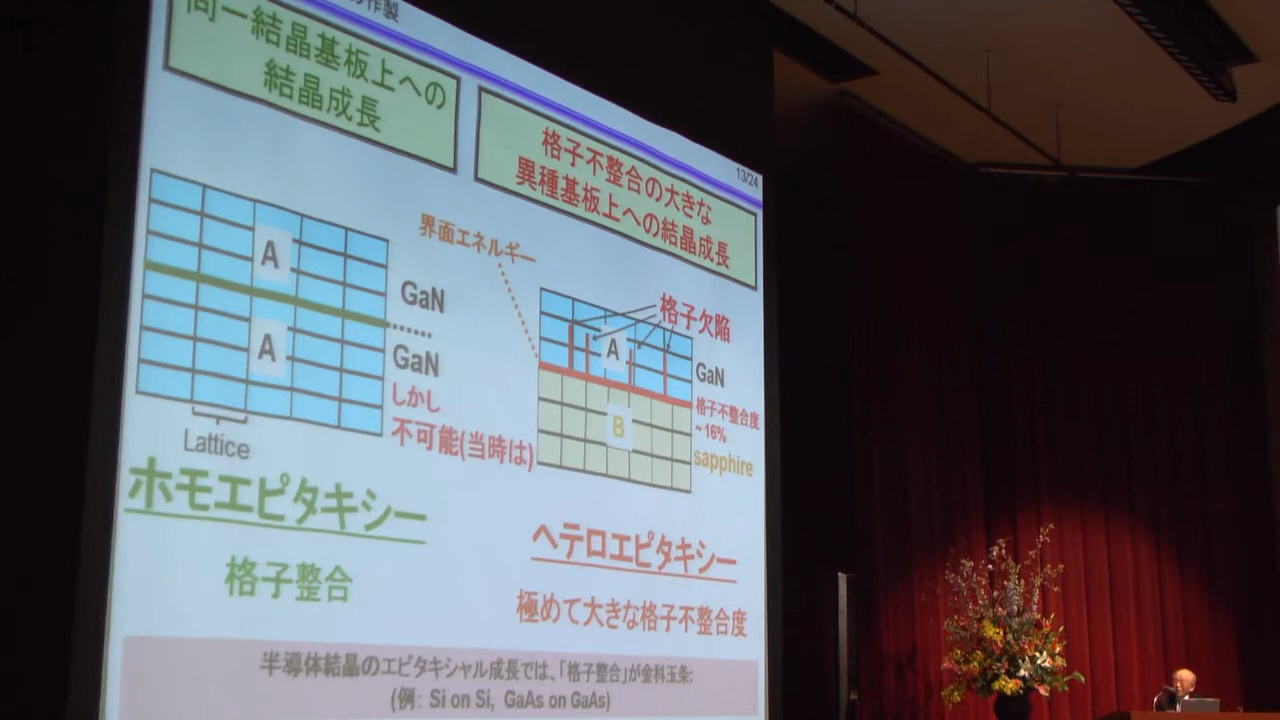 の作製
同一結晶基板上への
結晶成長
格子不整合の大きな
異種基板上への結晶成長
13/24
A
GaN
A
GaN
しかし
不可能(当時は)
Lattice
ホモエピタキシー
格子整合
界面エネルギー
格子欠陥
A
GaN
格子不整合度
~16%
B
sapphire
ヘテロエピタキシー
極めて大きな格子不整合度
半導体結晶のエピタキシャル成長では、「格子整合」が金科玉条:
(例: Si on Si, GaAs on GaAs)